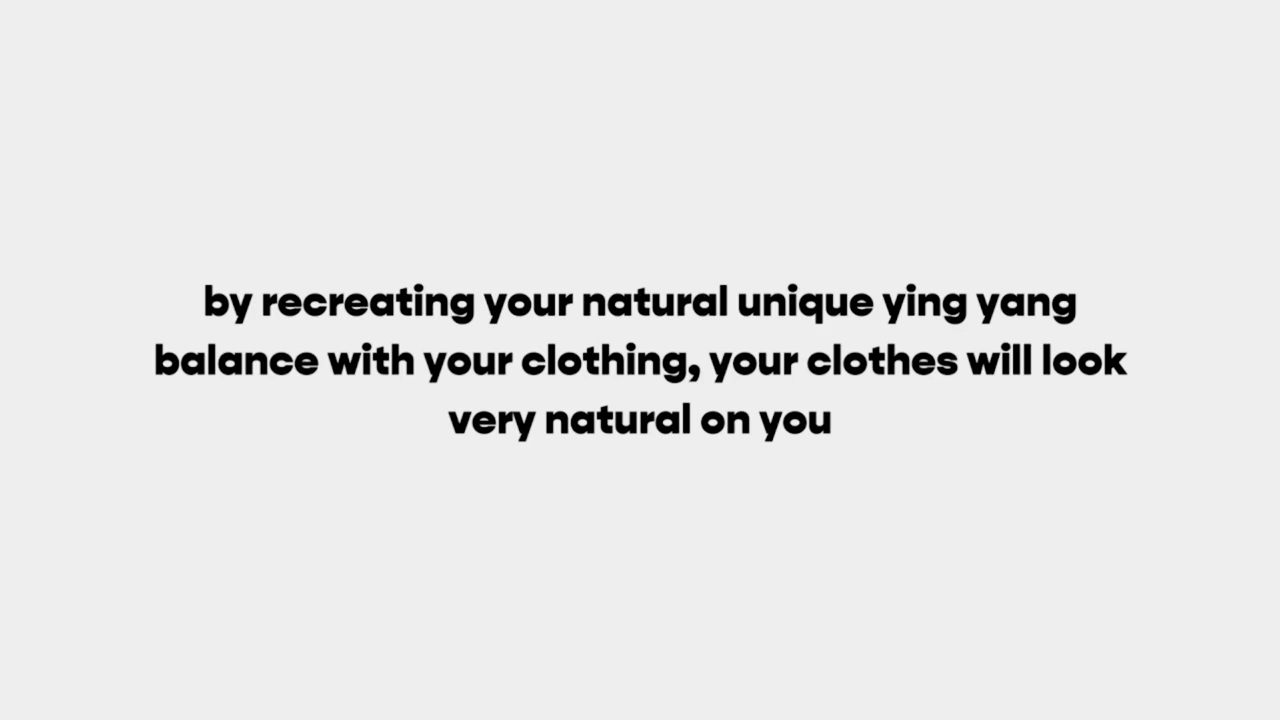 by recreating your natural unique ying yang
balance with your clothing, your clothes will look
very natural on you